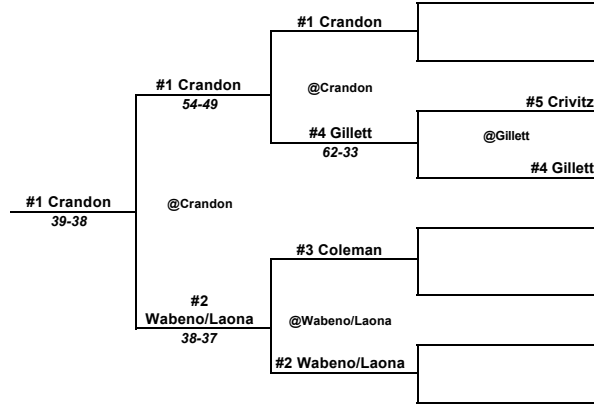 #1 Crandon
#1 Crandon
@Crandon
54-49
#5 Crivitz
#4 Gillett
@Gillett
62-33
#4 Gillett
#1 Crandon
@Crandon
39-38
#3 Coleman
#2
Wabeno/Laona
@Wabeno/Laona
38-37
#2 Wabeno/Laona